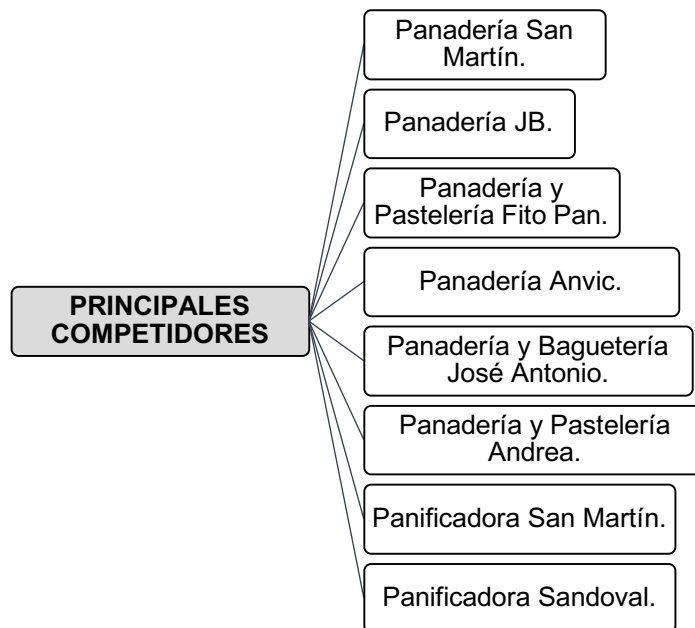 PRINCIPALES
COMPETIDORES
Panadería San
Martín.
Panadería JB.
Panadería y
Pastelería Fito Pan.
Panadería Anvic.
Panadería y Baguetería
José Antonio.
Panadería y Pastelería
Andrea.
Panificadora San Martín.
Panificadora Sandoval.